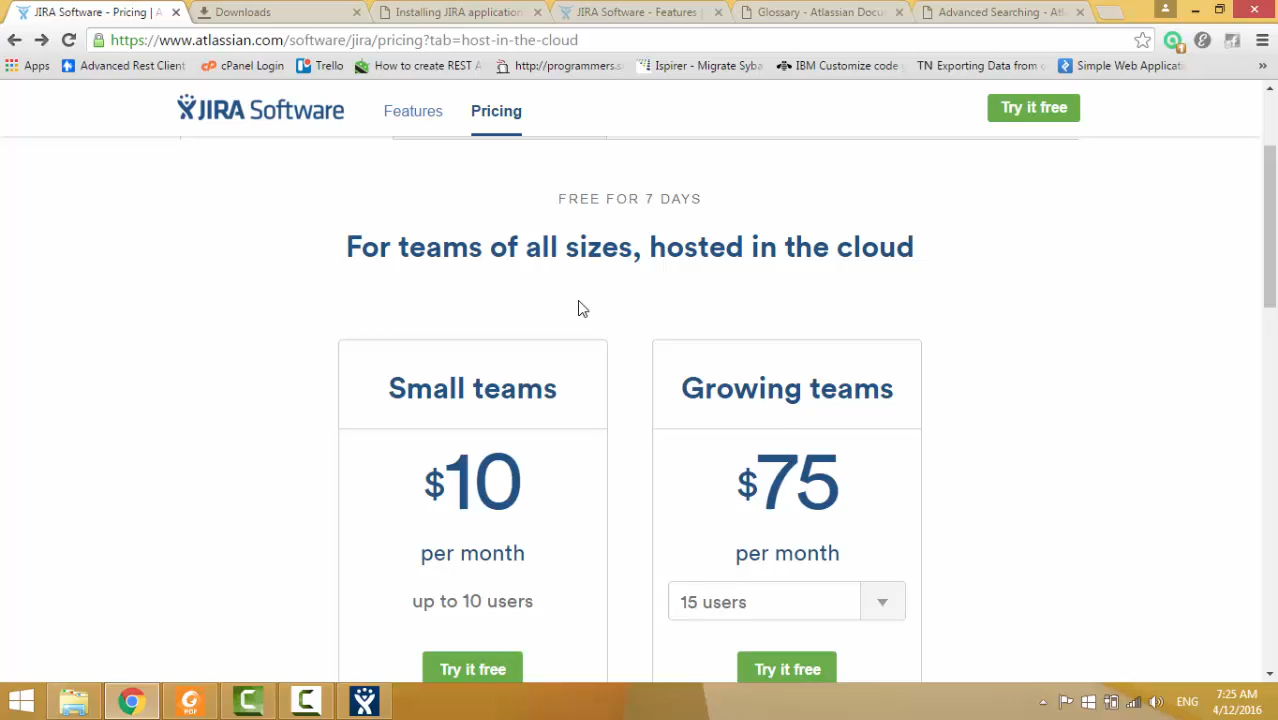 JIRA Software - Pricing | A
Downloads
Installing JIRA application
JIRA Software - Features |
Glossary - Atlassian Docu
Advanced Searching - Atl
https://www.atlassian.com/software/jira/pricing?tab=host-in-the-cloud
Apps
Advanced Rest Client
cPanel Login
Trello
How to create REST A
http://programmers.s
Ispirer - Migrate Syba
IBM Customize code
TN Exporting Data from
Simple Web Applicati
JIRA Software
Features
Pricing
Try it free
FREE FOR 7 DAYS
For teams of all sizes, hosted in the cloud
Small teams
Growing teams
$10
$75
per month
per month
up to 10 users
15 users
Try it free
Try it free
PDF
ENG
7:25 AM
4/12/2016